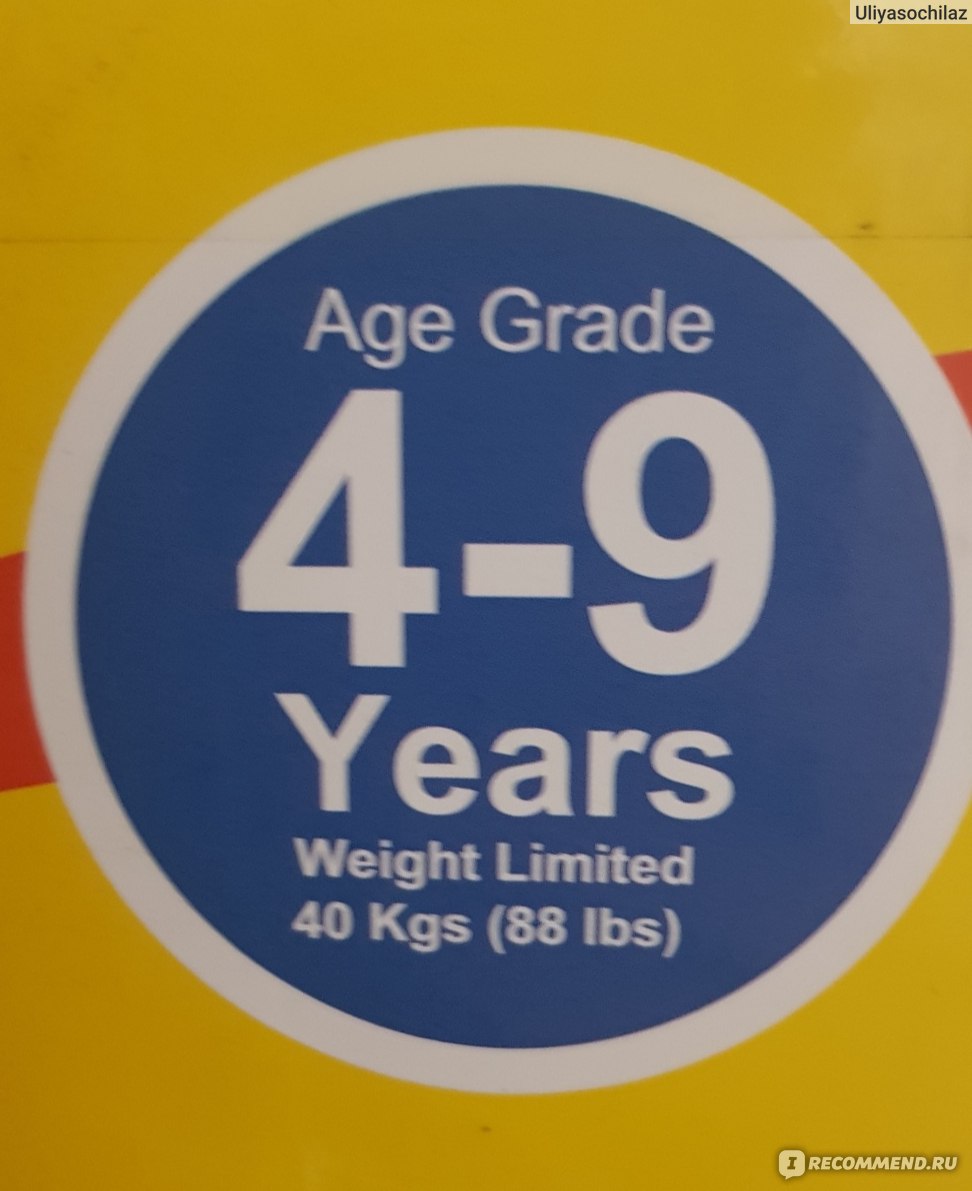 Uliyasochilaz
Age Grade
4-9
Years
Weight Limited
40 Kgs (88 lbs)
I RECOMMEND.RU